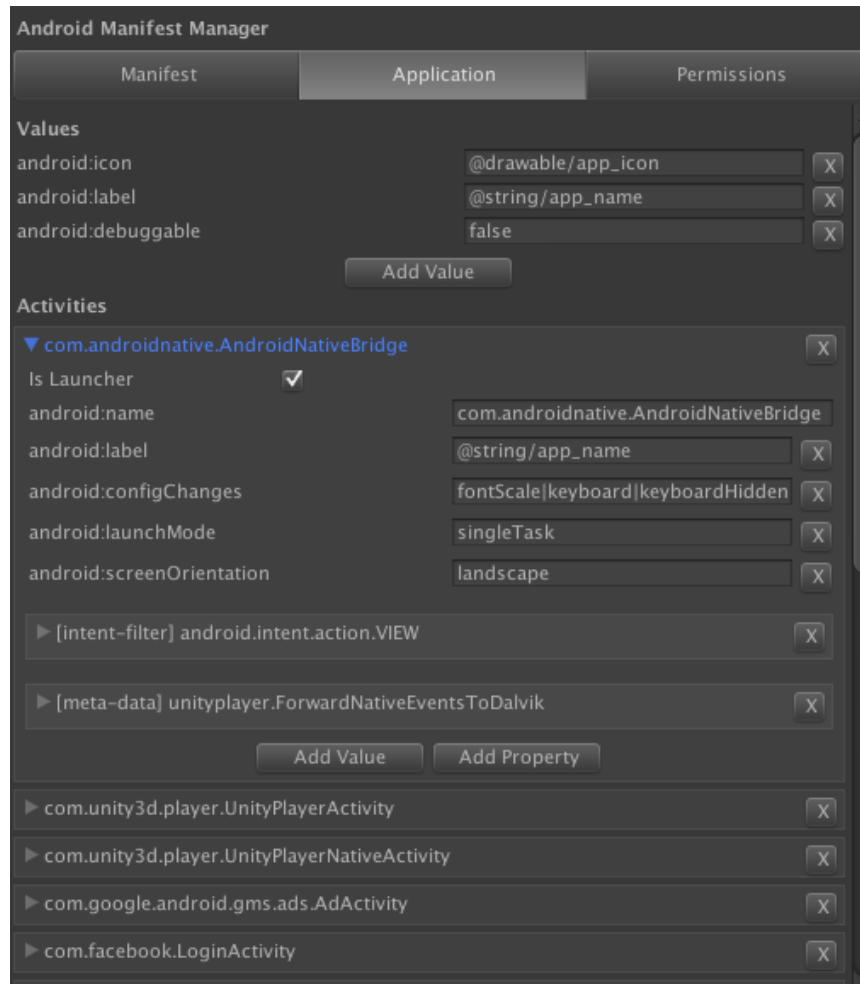 Android Manifest Manager
Manifest Application Permissions
Values
android:icon @drawable/app_icon X
android:label @string/app_name X
android:debuggable false X
Add Value
Activities
com.androidnative.AndroidNativeBridge X
Is Launcher
android:name com.androidnative.AndroidNativeBridge
android:label @string/app_name X
android:configChanges fontScale|keyboard|keyboardHidden X
android:launchMode singleTask X
android:screenOrientation landscape X
[intent-filter] android.intent.action.VIEW X
[meta-data] unityplayer.ForwardNativeEventsToDalvik X
Add Value Add Property
com.unity3d.player.UnityPlayerActivity X
com.unity3d.player.UnityPlayerNativeActivity X
com.google.android.gms.ads.AdActivity X
com.facebook.LoginActivity X